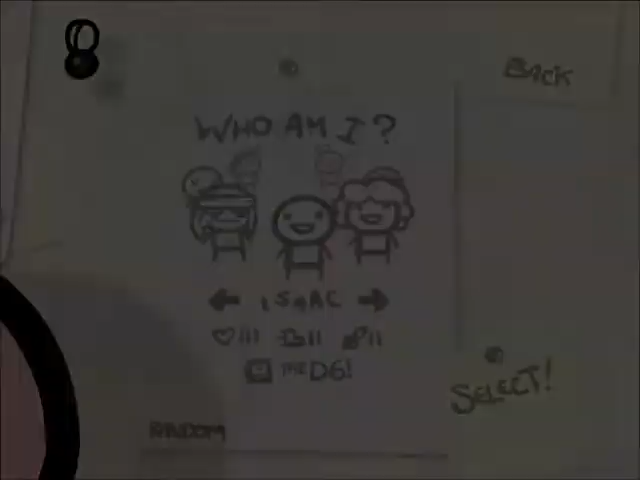 BACK
WHO AM I?
ISAAC
THE D6!
SELECT!
RANDOM